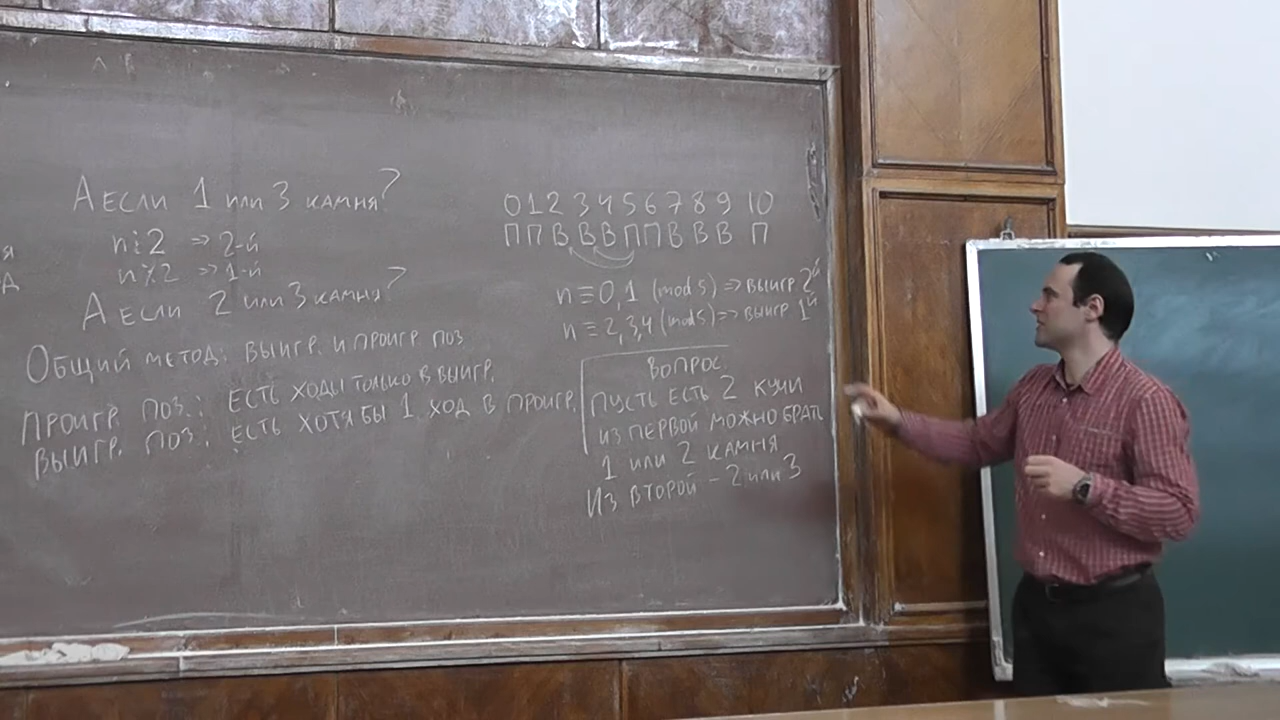 я
д
А если 1 или 3 камня?
n⋮2 => 2-й
n⋮̸2 => 1-й
А если 2 или 3 камня?
Общий метод: выигр. и проигр поз
проигр. поз.: есть ходы только в выигр.
выигр. поз: есть хотя бы 1 ход в проигр.
0 1 2 3 4 5 6 7 8 9 10
П П В В В П П В В В П
n ≡ 0, 1 (mod 5) => выигр 2й
n ≡ 2, 3, 4 (mod 5) => выигр 1й
Вопрос.
Пусть есть 2 кучи
из первой можно брать
1 или 2 камня
Из второй - 2 или 3